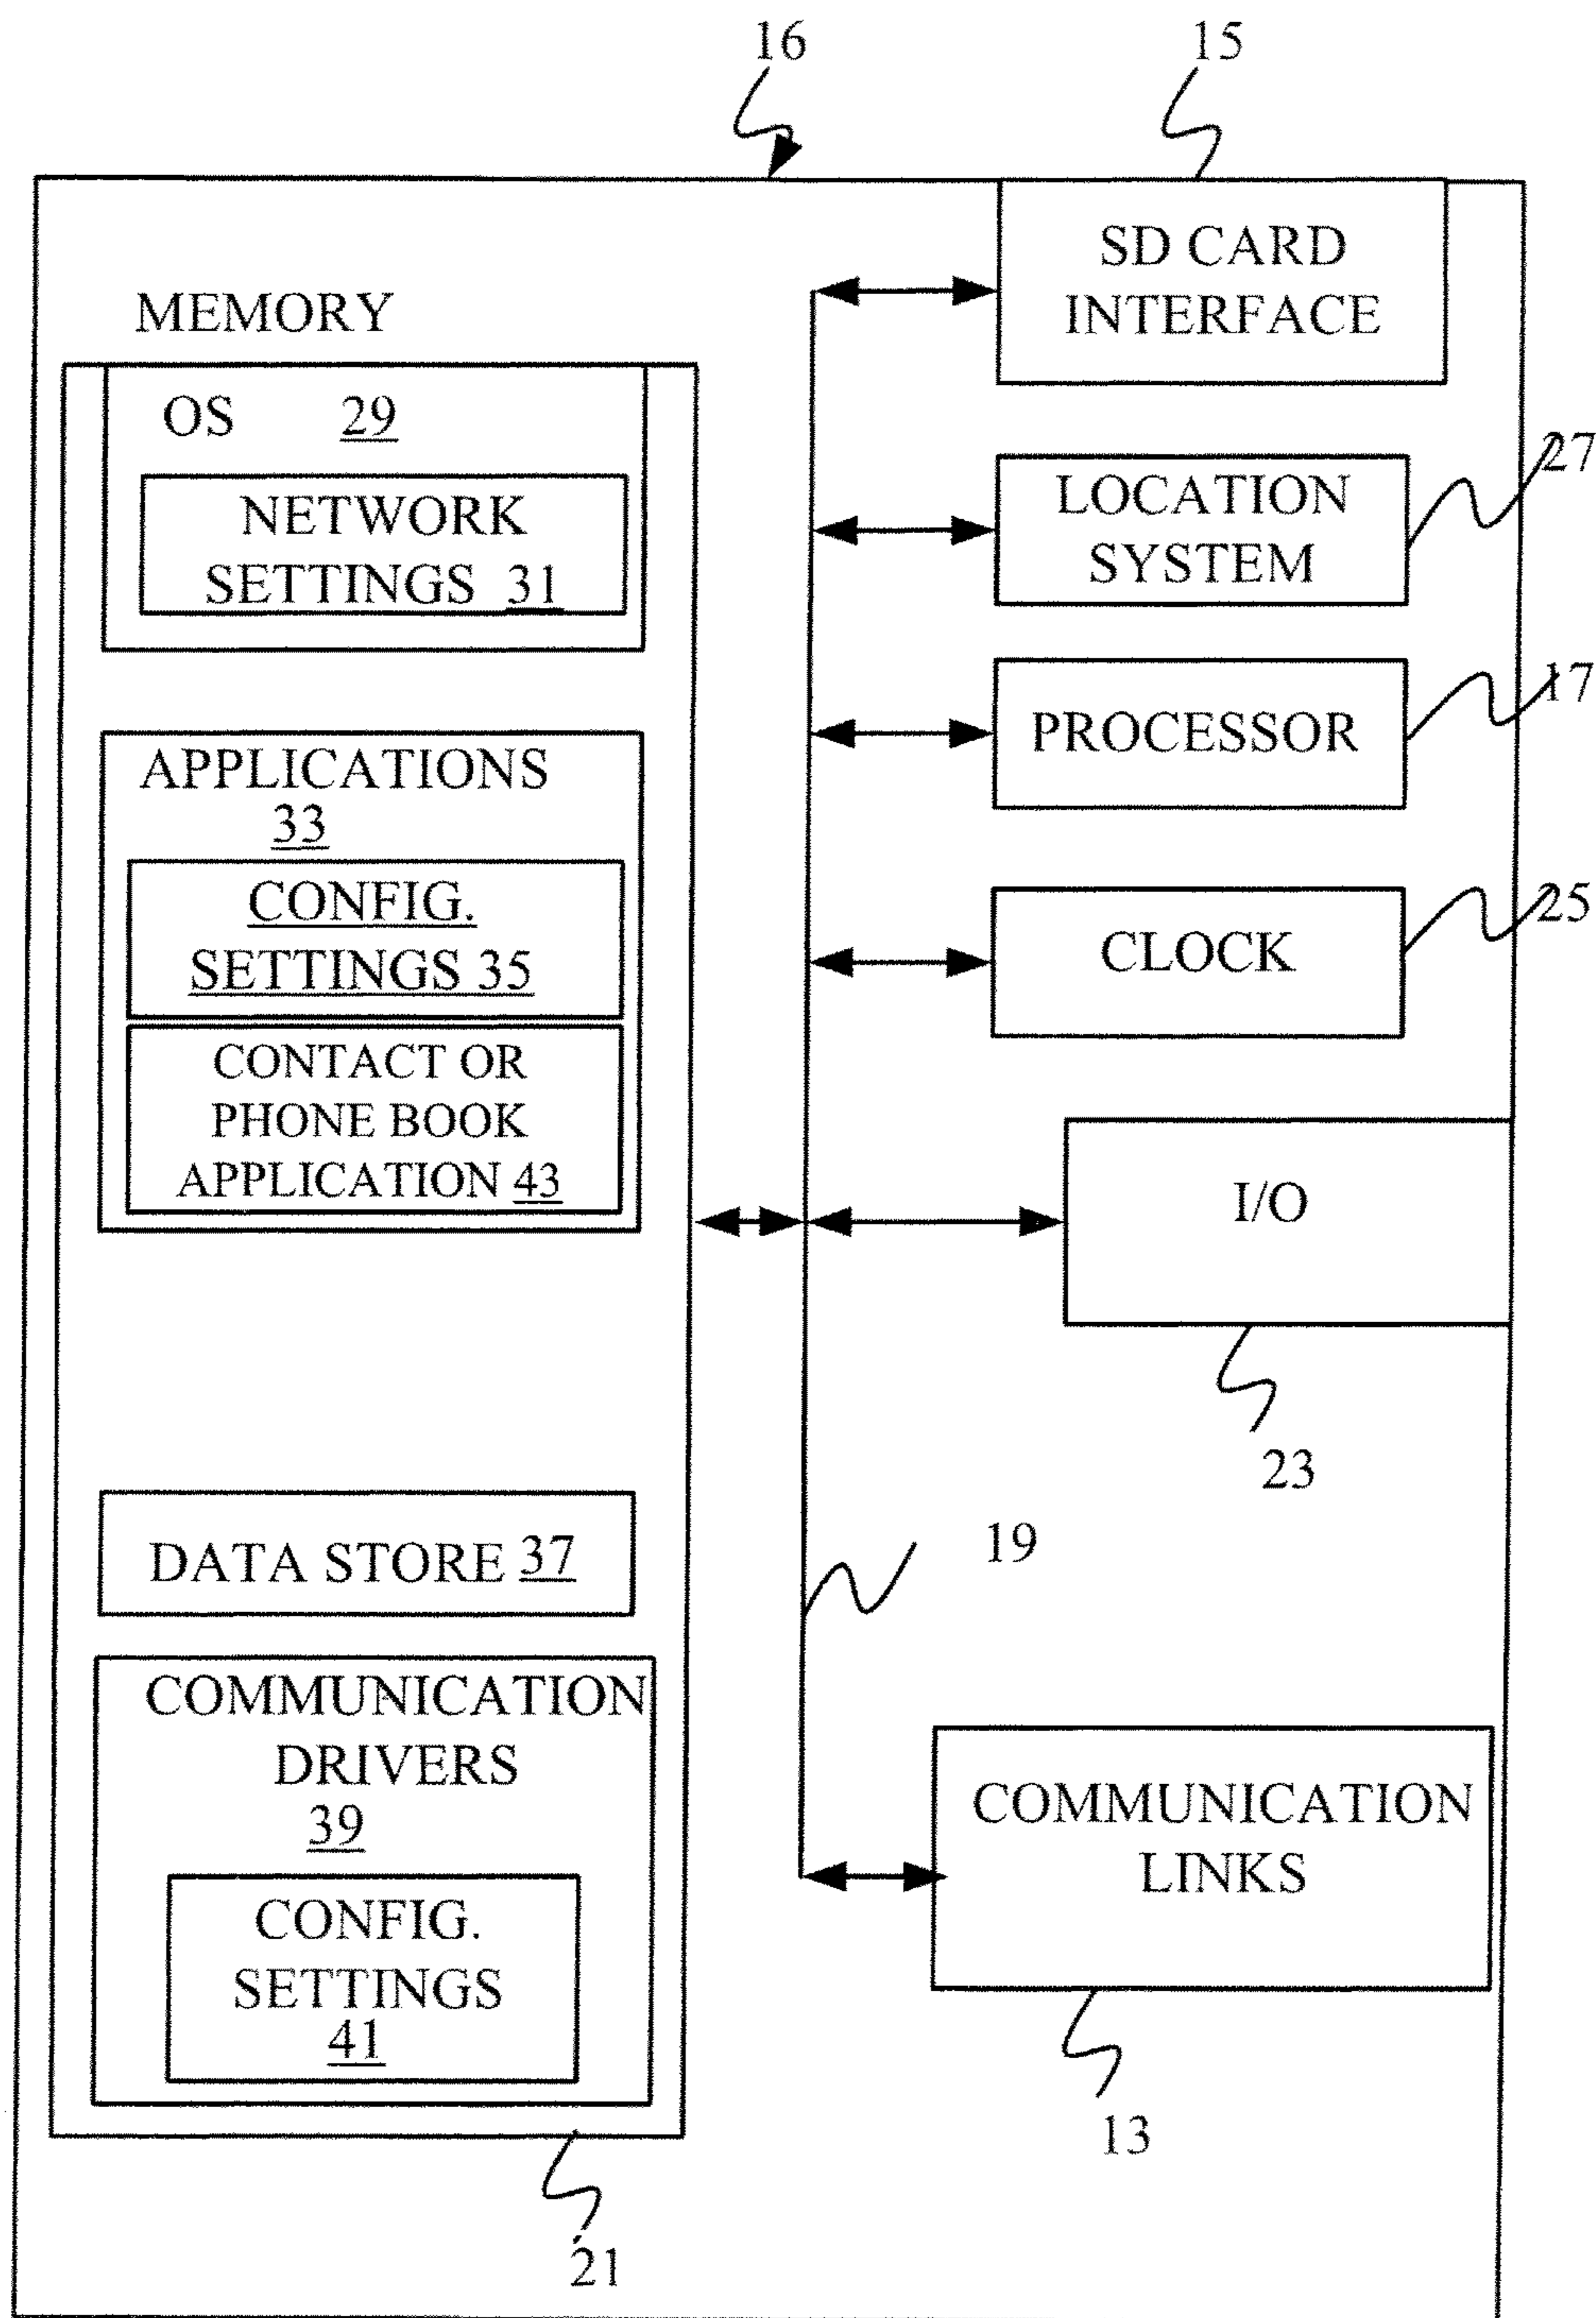 16
15
SD CARD
INTERFACE
MEMORY
OS 29
NETWORK
SETTINGS 31
27
LOCATION
SYSTEM
17
PROCESSOR
APPLICATIONS
33
CONFIG.
SETTINGS 35
25
CLOCK
CONTACT OR
PHONE BOOK
APPLICATION 43
I/O
23
19
DATA STORE 37
COMMUNICATION
DRIVERS
39
CONFIG.
SETTINGS
41
COMMUNICATION
LINKS
13
21